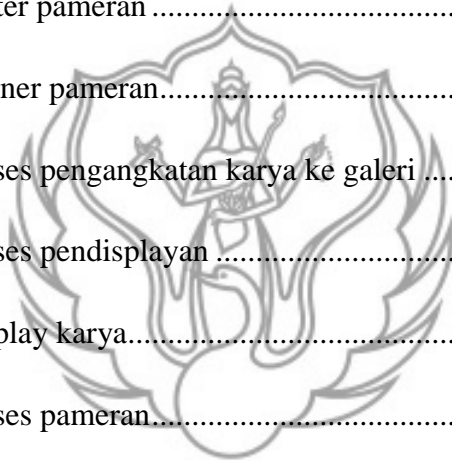 ter pameran ..............................
ner pameran..............................
ses pengangkatan karya ke galeri ....
ses pendisplayan ........................
play karya.................................
ses pameran..............................